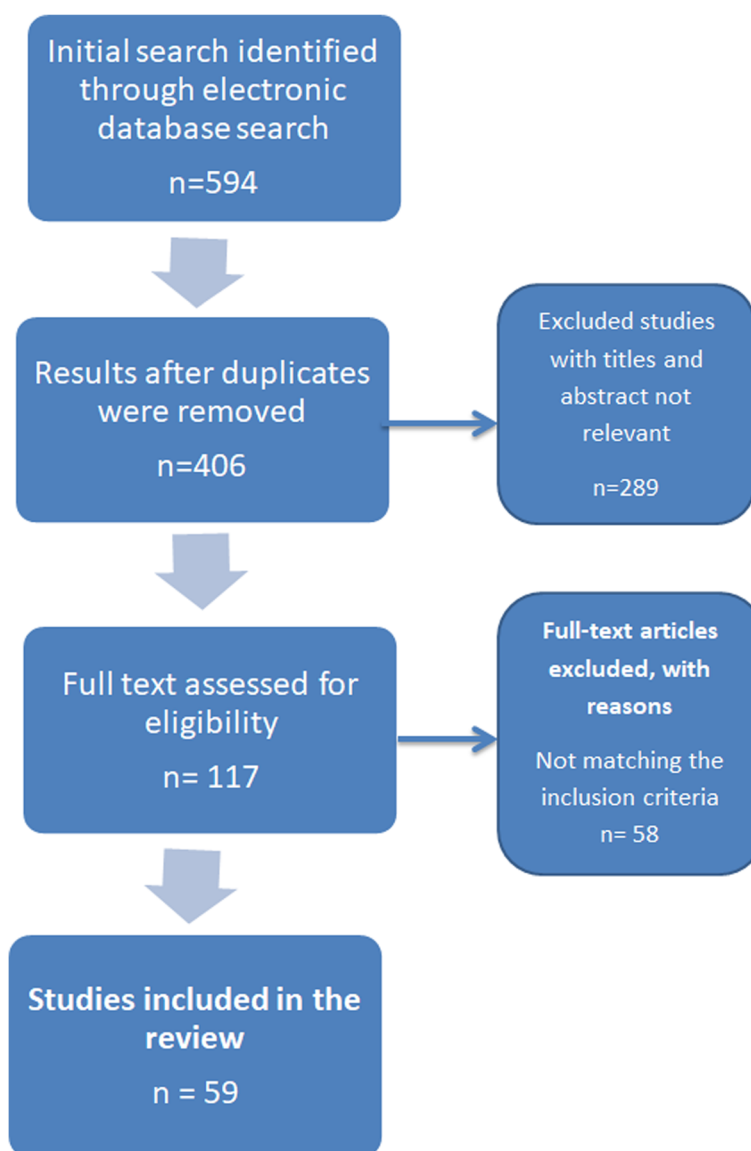 Initial search identified
through electronic
database search
n=594
Results after duplicates
were removed
n=406
Excluded studies
with titles and
abstract not
relevant
n=289
Full text assessed for
eligibility
n= 117
Full-text articles
excluded, with
reasons
Not matching the
inclusion criteria
n= 58
Studies included in the
review
n = 59